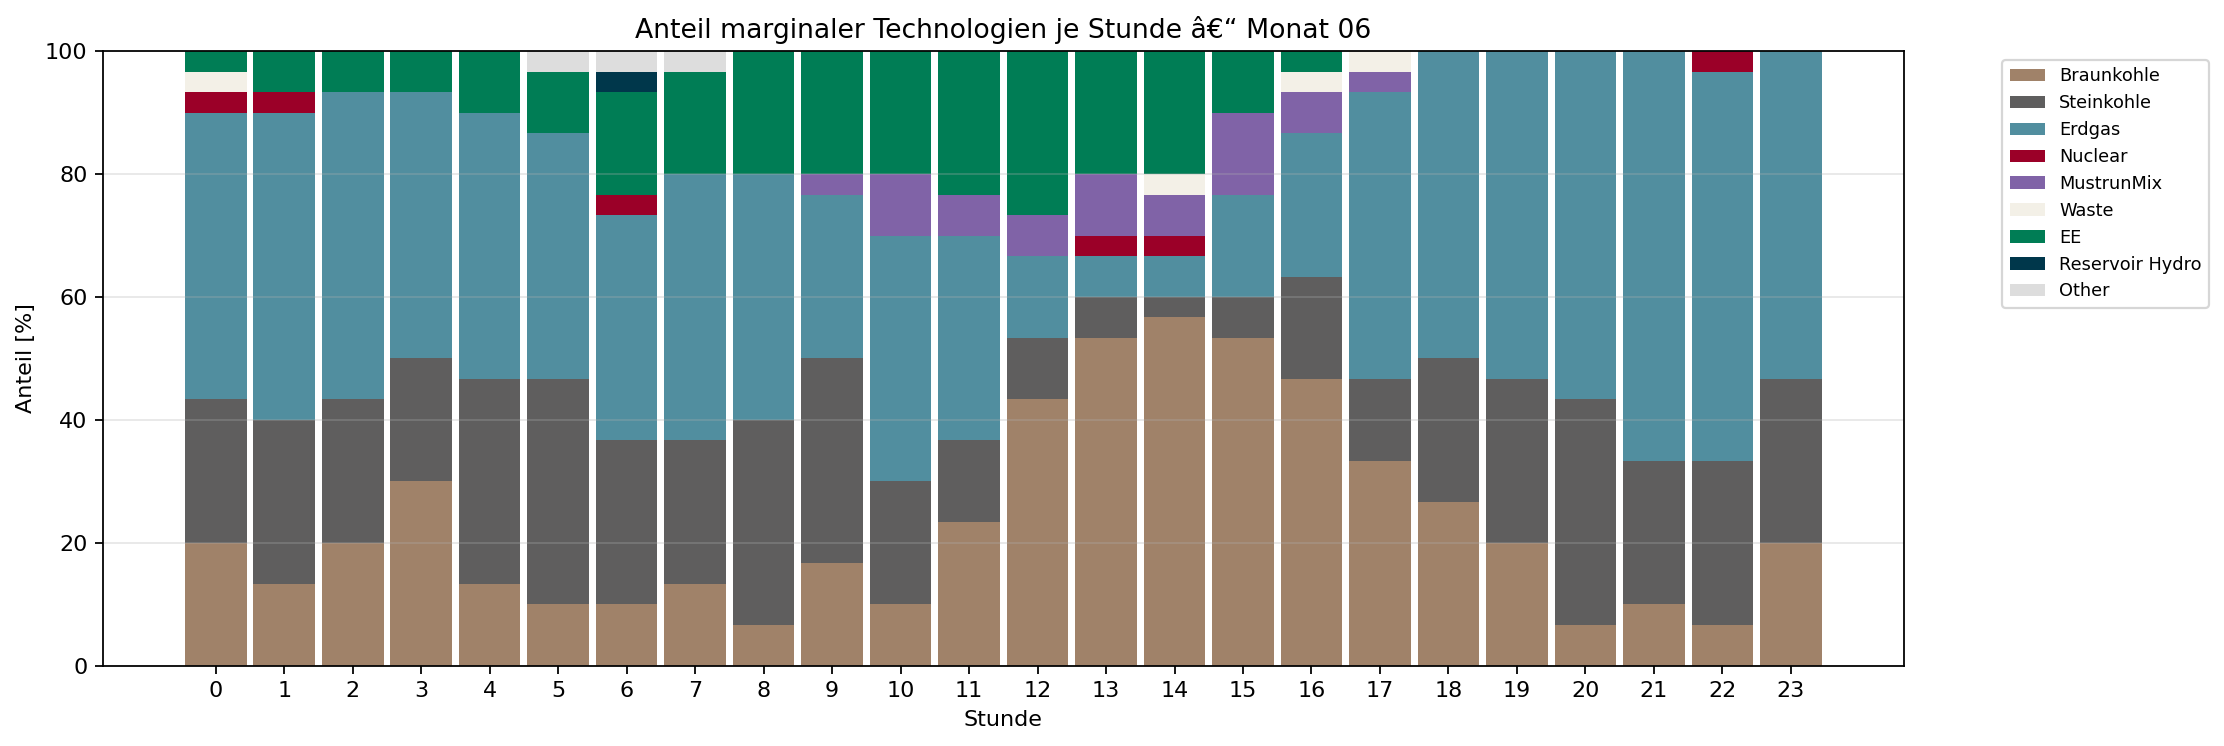 Anteil marginaler Technologien je Stunde â€“ Monat 06
100
80
60
40
20
0
Anteil [%]
0 1 2 3 4 5 6 7 8 9 10 11 12 13 14 15 16 17 18 19 20 21 22 23
Stunde
Braunkohle
Steinkohle
Erdgas
Nuclear
MustrunMix
Waste
EE
Reservoir Hydro
Other